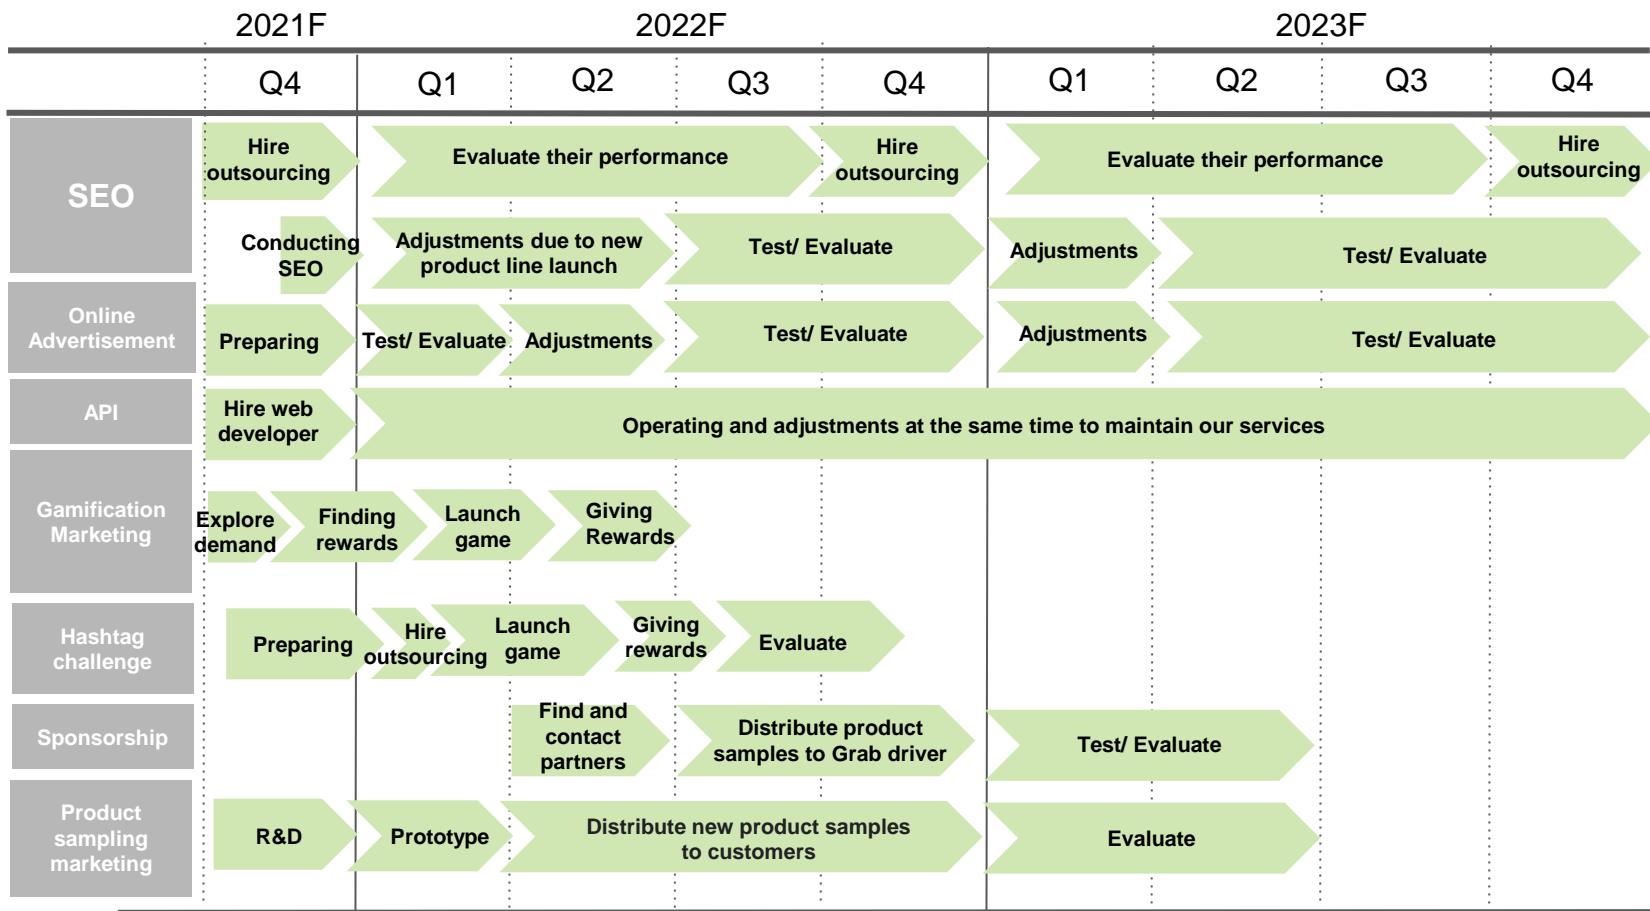 2021F
2022F
2023F
Q4
Q1
Q2
Q3
Q4
Q1
Q2
Q3
Q4
SEO
Hire
outsourcing
Evaluate their performance
Hire
outsourcing
Evaluate their performance
Hire
outsourcing
Conducting
SEO
Adjustments due to new
product line launch
Test/ Evaluate
Adjustments
Test/ Evaluate
Online
Advertisement
Preparing
Test/ Evaluate
Adjustments
Test/ Evaluate
Adjustments
Test/ Evaluate
API
Hire web
developer
Operating and adjustments at the same time to maintain our services
Gamification
Marketing
Explore
demand
Finding
rewards
Launch
game
Giving
Rewards
Hashtag
challenge
Preparing
Hire
outsourcing
Launch
game
Giving
rewards
Evaluate
Sponsorship
Find and
contact
partners
Distribute product
samples to Grab driver
Test/ Evaluate
Product
sampling
marketing
R&D
Prototype
Distribute new product samples
to customers
Evaluate